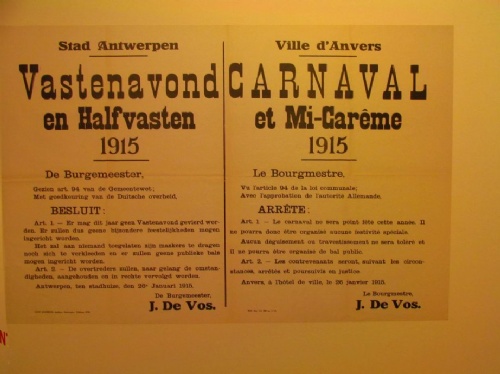 Stad Antwerpen
Vastenavond
en Halfvasten
1915
De Burgemeester,
Gezien art. 94 van de Gemeentewet;
Met goedkeuring van de Duitsche overheid,
BESLUIT:
Art. 1. — Er mag dit jaar geen Vastenavond gevierd wor-
den. Er zullen dus geene bijzondere feestelijkheden mogen
ingericht worden.
Het zal aan niemand toegelaten zijn maskers te dragen
noch zich te verkleeden en er zullen geene publieke bals
mogen ingericht worden.
Art. 2. — De overtreders zullen, naar gelang de omstan-
digheden, aangehouden en in rechte vervolgd worden.
Antwerpen, ten stadhuize, den 26n Januari 1915.
De Burgemeester,
J. De Vos.
Ville d'Anvers
CARNAVAL
et Mi-Carême
1915
Le Bourgmestre,
Vu l'article 94 de la loi communale;
Avec l'approbation de l'autorité Allemande,
ARRÊTE:
Art. 1. — Le carnaval ne sera point fêté cette année. Il
ne pourra donc être organisé aucune festivité spéciale.
Aucun déguisement ou travestissement ne sera toléré et
il ne pourra être organisé de bal public.
Art. 2. — Les contrevenants seront, suivant les circon-
stances, arrêtés et poursuivis en justice.
Anvers à l'hôtel de ville, le 26 janvier 1915.
Le Bourgmestre,
J. De Vos.